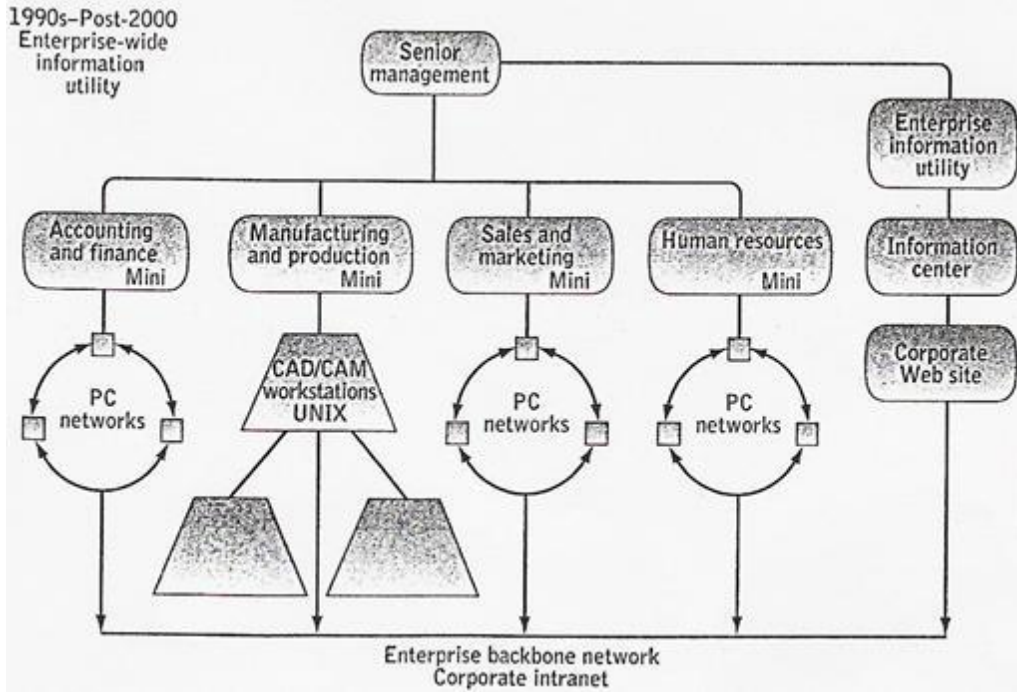 1990s–Post-2000
Enterprise-wide
information
utility
Senior
management
Enterprise
information
utility
Accounting
and finance
Mini
Manufacturing
and production
Mini
Sales and
marketing
Mini
Human resources
Mini
Information
center
Corporate
Web site
PC
networks
CAD/CAM
workstations
UNIX
PC
networks
PC
networks
Enterprise backbone network
Corporate intranet